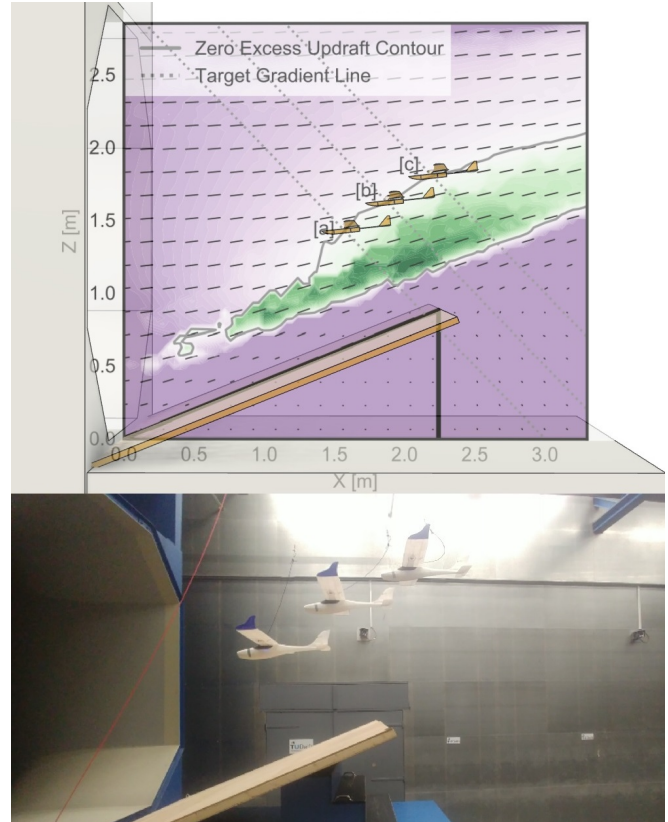 Zero Excess Updraft Contour
Target Gradient Line
2.5
2.0
1.5
1.0
0.5
0.0
Z [m]
[c]
[b]
[a]
0.0 0.5 1.0 1.5 2.0 2.5 3.0
X [m]